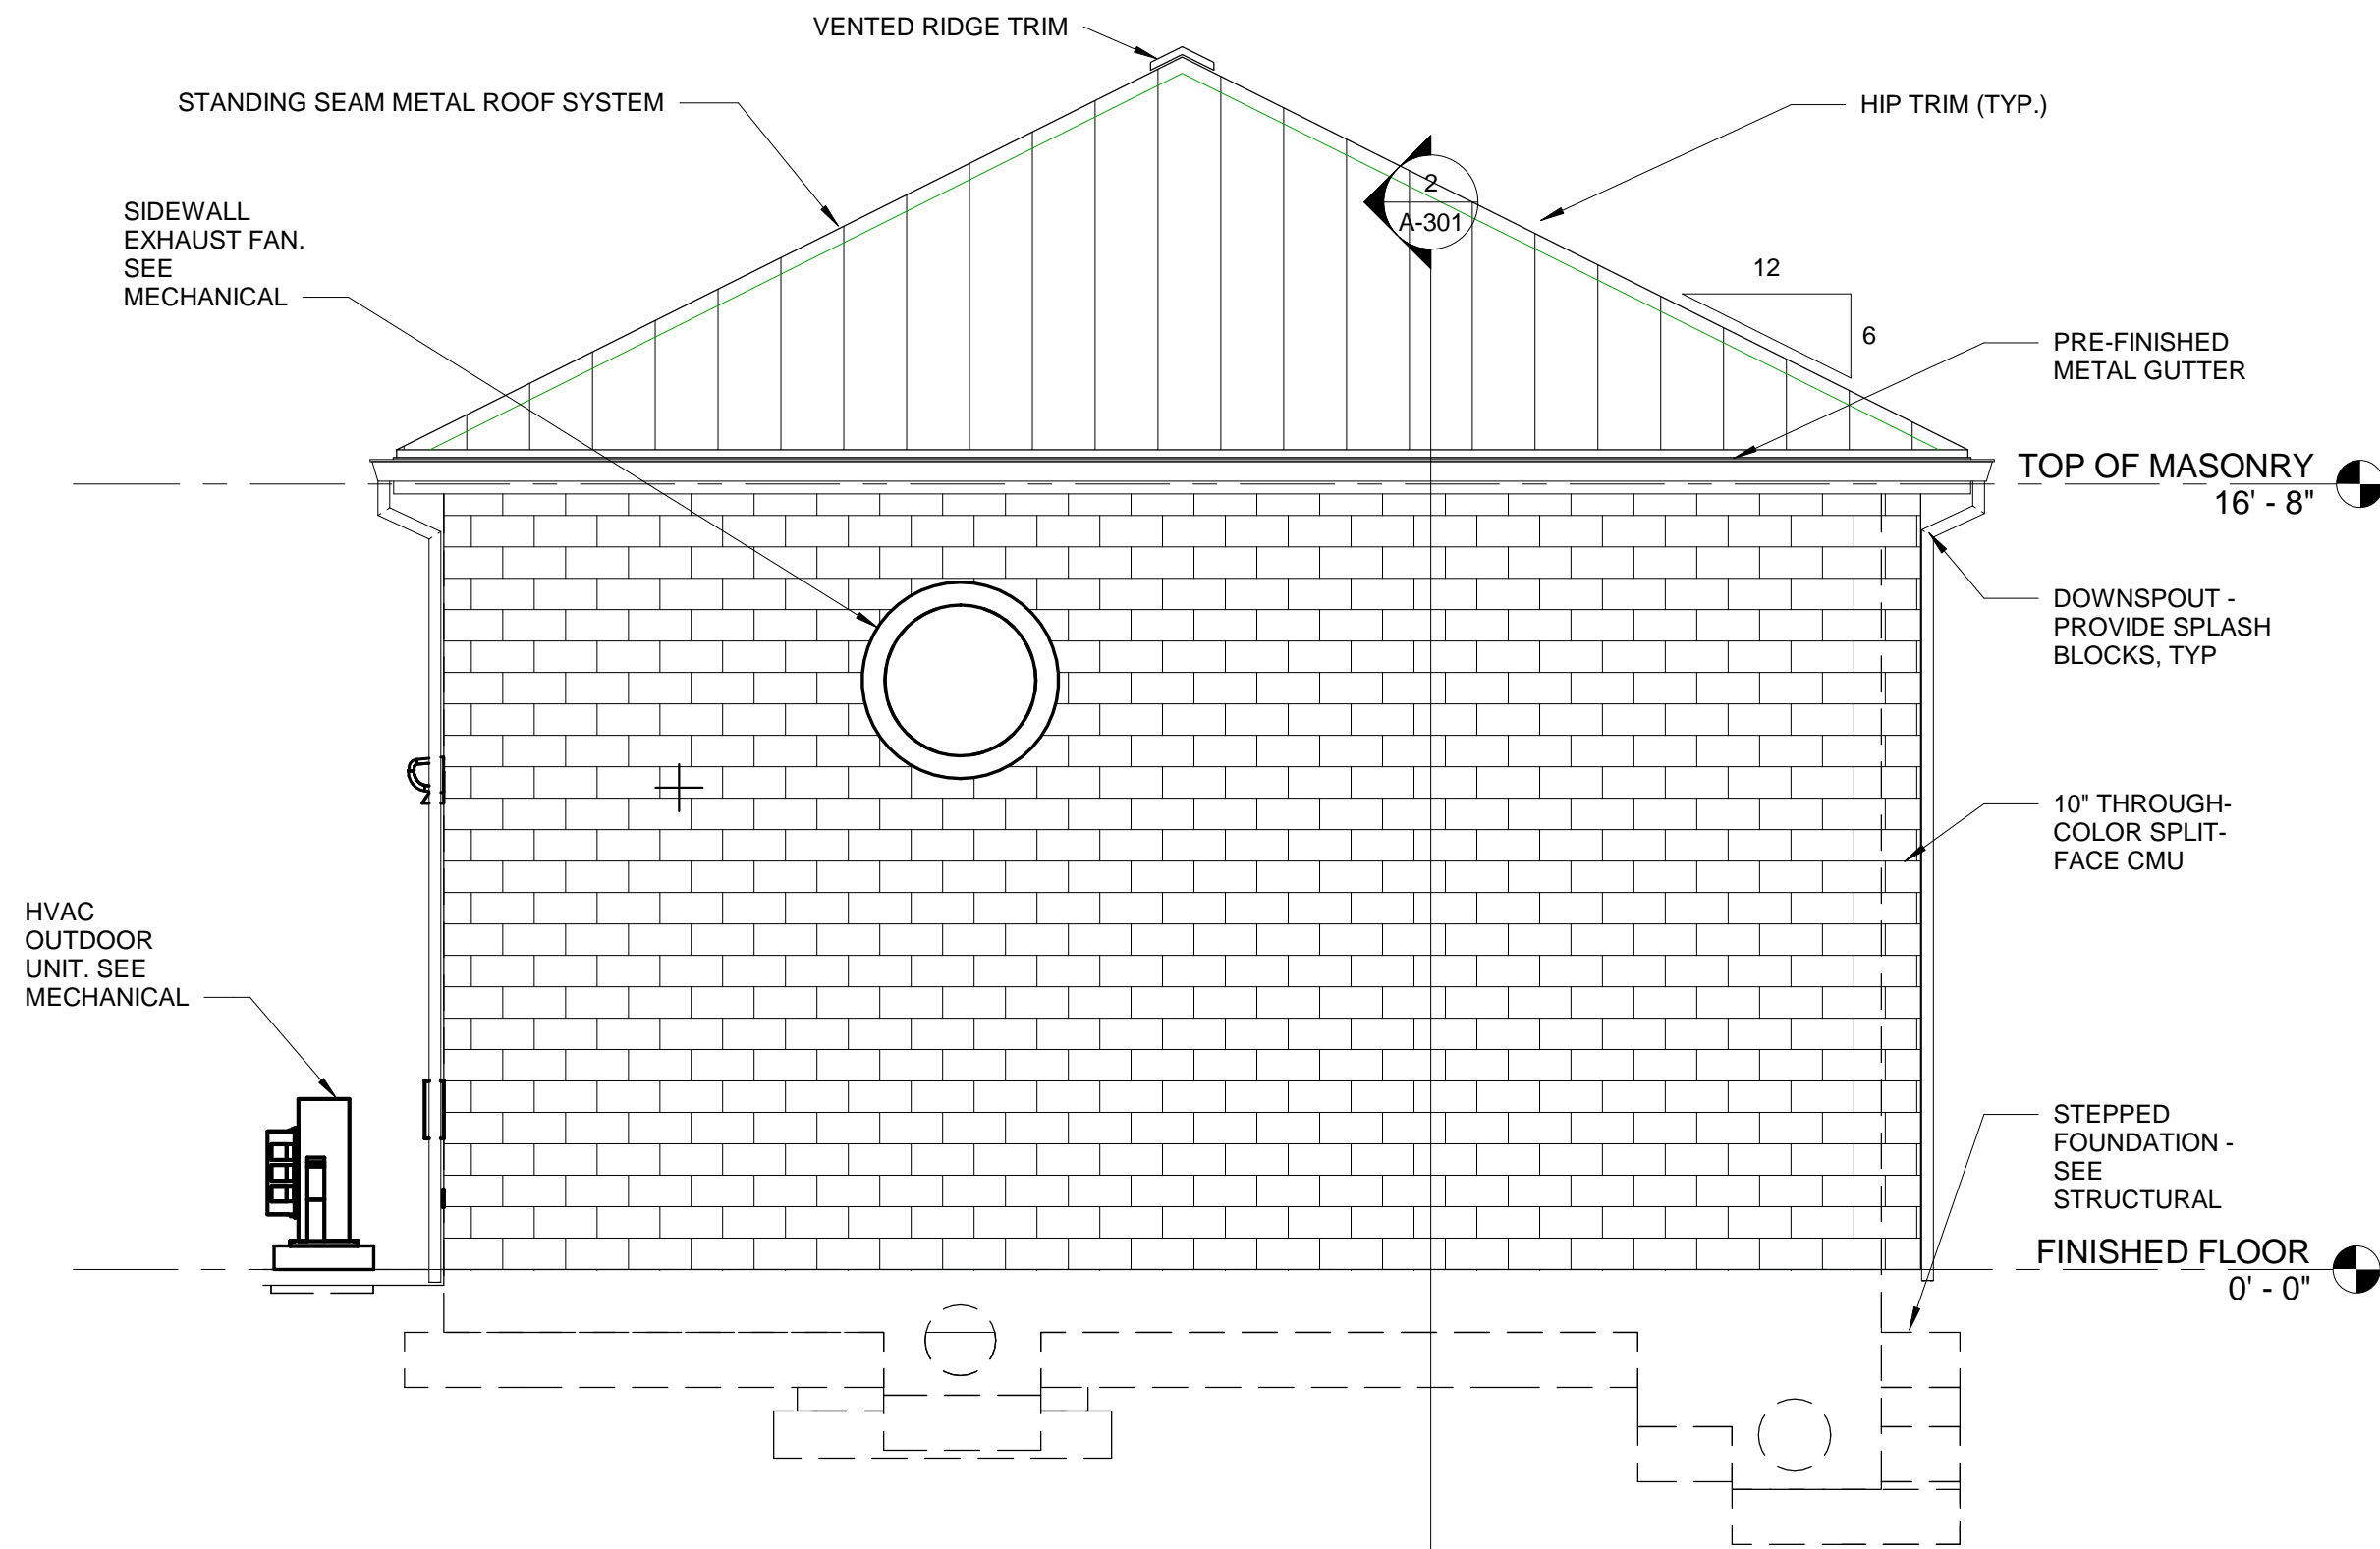 VENTED RIDGE TRIM
STANDING SEAM METAL ROOF SYSTEM
HIP TRIM (TYP.)
2
A-301
SIDEWALL
EXHAUST FAN.
SEE
MECHANICAL
12
6
PRE-FINISHED
METAL GUTTER
TOP OF MASONRY
16' - 8"
DOWNSPOUT -
PROVIDE SPLASH
BLOCKS, TYP
10" THROUGH-
COLOR SPLIT-
FACE CMU
HVAC
OUTDOOR
UNIT. SEE
MECHANICAL
STEPPED
FOUNDATION -
SEE
STRUCTURAL
FINISHED FLOOR
0' - 0"